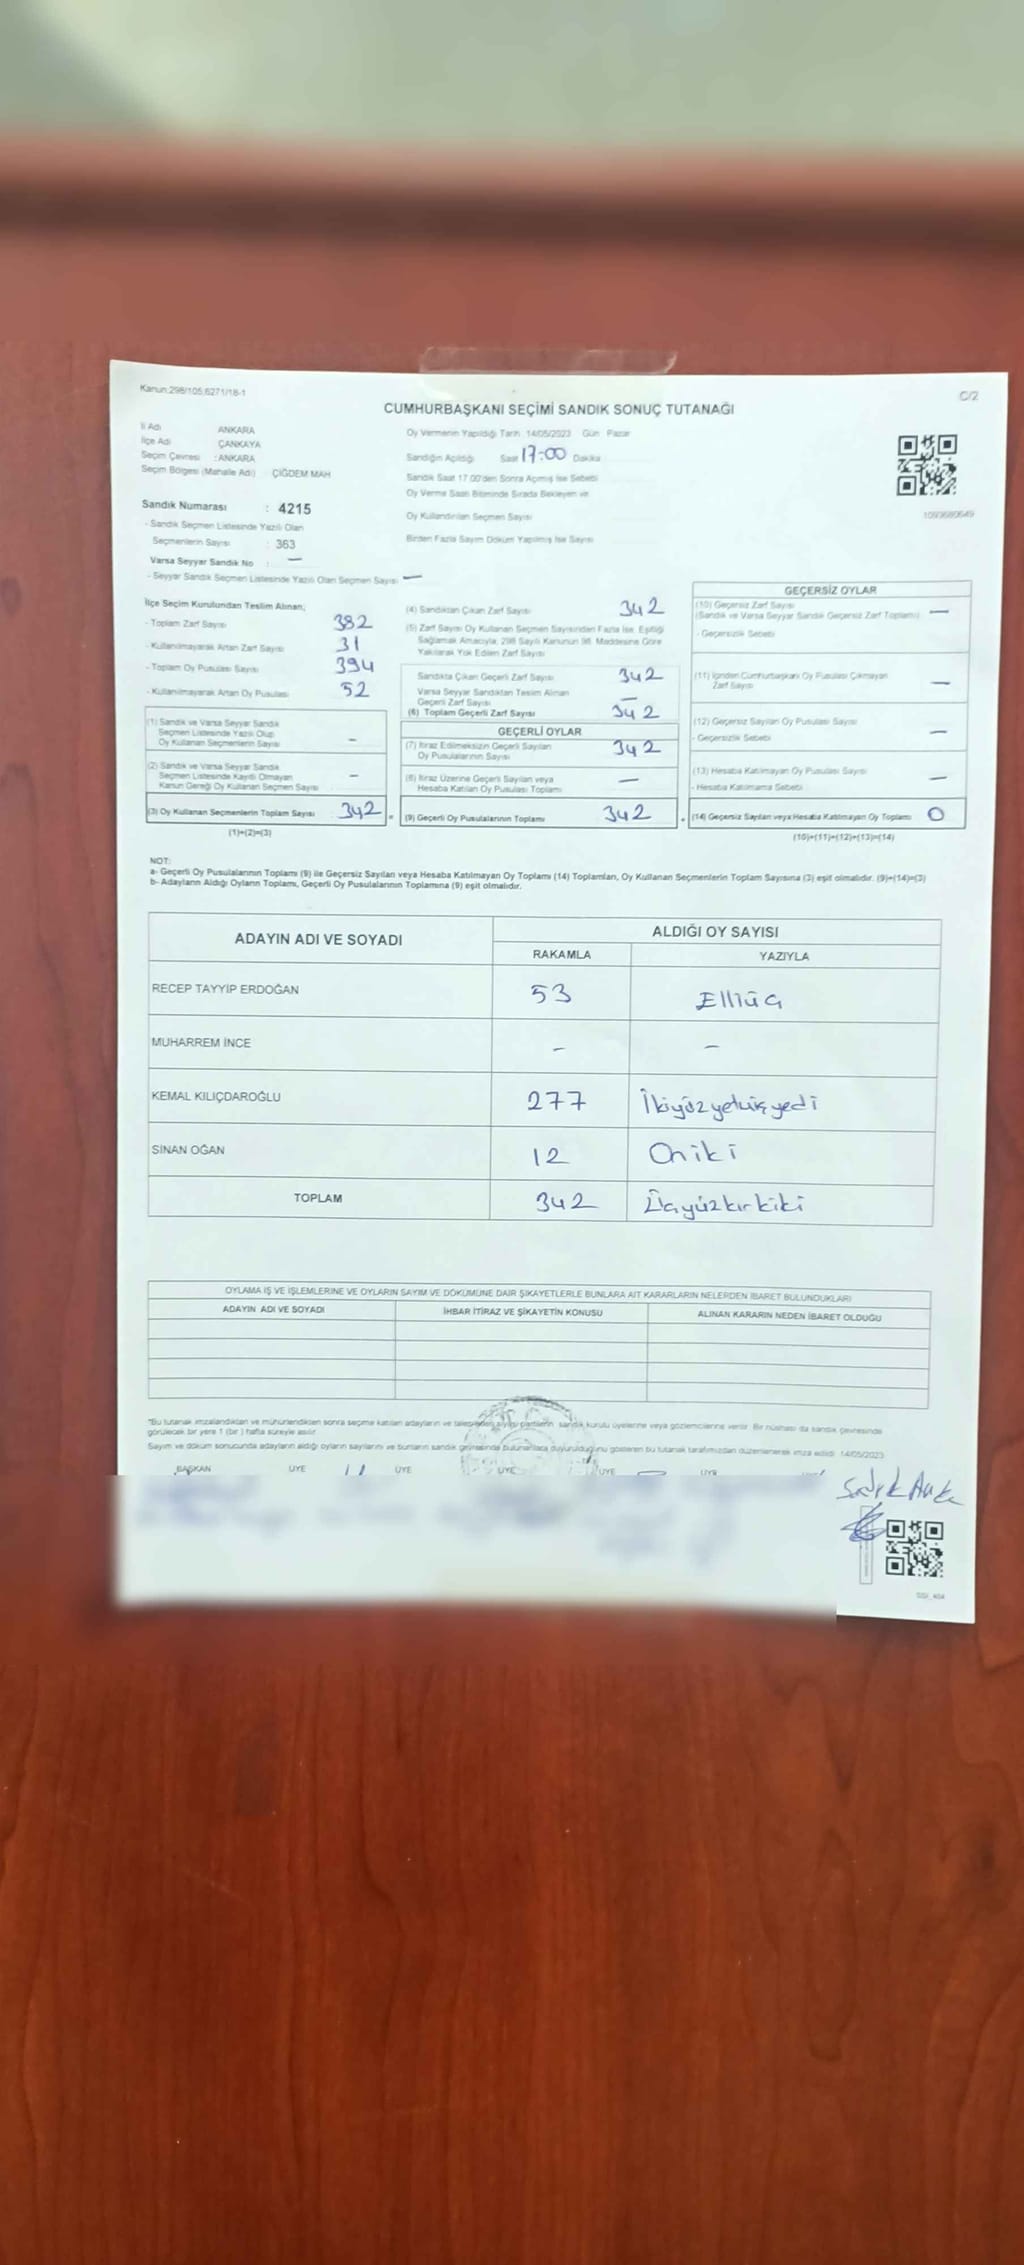 Kanun:298/105,6271/18-1
C/2
CUMHURBAŞKANI SEÇİMİ SANDIK SONUÇ TUTANAĞI
İl Adı ANKARA
İlçe Adı ÇANKAYA
Seçim Çevresi : ANKARA
Seçim Bölgesi (Mahalle Adı) ÇİĞDEM MAH
Sandık Numarası : 4215
- Sandık Seçmen Listesinde Yazılı Olan
Seçmenlerin Sayısı : 363
Varsa Seyyar Sandık No : —
- Seyyar Sandık Seçmen Listesinde Yazılı Olan Seçmen Sayısı —
Oy Vermenin Yapıldığı Tarih 14/05/2023 Gün Pazar
Sandığın Açıldığı Saat 17:00 Dakika
Sandık Saat 17.00'den Sonra Açmış İse Sebebi
Oy Verme Saati Bitiminde Sırada Bekleyen ve
Oy Kullandırılan Seçmen Sayısı
Birden Fazla Sayım Döküm Yapılmış İse Sayısı
1093680649
İlçe Seçim Kurulundan Teslim Alınan;
- Toplam Zarf Sayısı 382
- Kullanılmayarak Artan Zarf Sayısı 31
- Toplam Oy Pusulası Sayısı 394
- Kullanılmayarak Artan Oy Pusulası 52
(1) Sandık ve Varsa Seyyar Sandık
Seçmen Listesinde Yazılı Olup
Oy Kullanan Seçmenlerin Sayısı -
(2) Sandık ve Varsa Seyyar Sandık
Seçmen Listesinde Kayıtlı Olmayan
Kanun Gereği Oy Kullanan Seçmen Sayısı -
(3) Oy Kullanan Seçmenlerin Toplam Sayısı 342
(1)+(2)=(3)
(4) Sandıktan Çıkan Zarf Sayısı 342
(5) Zarf Sayısı Oy Kullanan Seçmen Sayısından Fazla İse, Eşitliği
Sağlamak Amacıyla, 298 Sayılı Kanunun 98. Maddesine Göre
Yakılarak Yok Edilen Zarf Sayısı
Sandıkta Çıkan Geçerli Zarf Sayısı 342
Varsa Seyyar Sandıktan Teslim Alınan
Geçerli Zarf Sayısı —
(6) Toplam Geçerli Zarf Sayısı 342
GEÇERLİ OYLAR
(7) İtiraz Edilmeksizin Geçerli Sayılan
Oy Pusulalarının Sayısı 342
(8) İtiraz Üzerine Geçerli Sayılan veya
Hesaba Katılan Oy Pusulası Toplamı —
(9) Geçerli Oy Pusulalarının Toplamı 342
GEÇERSİZ OYLAR
(10) Geçersiz Zarf Sayısı
(Sandık ve Varsa Seyyar Sandık Geçersiz Zarf Toplamı) —
- Geçersizlik Sebebi
(11) İçinden Cumhurbaşkanı Oy Pusulası Çıkmayan
Zarf Sayısı —
(12) Geçersiz Sayılan Oy Pusulası Sayısı —
- Geçersizlik Sebebi
(13) Hesaba Katılmayan Oy Pusulası Sayısı —
- Hesaba Katılmama Sebebi
(14) Geçersiz Sayılan veya Hesaba Katılmayan Oy Toplamı 0
(10)+(11)+(12)+(13)=(14)
NOT:
a- Geçerli Oy Pusulalarının Toplamı (9) ile Geçersiz Sayılan veya Hesaba Katılmayan Oy Toplamı (14) Toplamları, Oy Kullanan Seçmenlerin Toplam Sayısına (3) eşit olmalıdır. (9)+(14)=(3)
b- Adayların Aldığı Oyların Toplamı, Geçerli Oy Pusulalarının Toplamına (9) eşit olmalıdır.
ADAYIN ADI VE SOYADI ALDIĞI OY SAYISI
RAKAMLA YAZIYLA
RECEP TAYYİP ERDOĞAN 53 Elliüç
MUHARREM İNCE - -
KEMAL KILIÇDAROĞLU 277 İkiyüzyetmişyedi
SİNAN OĞAN 12 Oniki
TOPLAM 342 Üçyüzkırkiki
OYLAMA İŞ VE İŞLEMLERİNE VE OYLARIN SAYIM VE DÖKÜMÜNE DAİR ŞİKAYETLERLE BUNLARA AİT KARARLARIN NELERDEN İBARET BULUNDUKLARI
ADAYIN ADI VE SOYADI İHBAR İTİRAZ VE ŞİKAYETİN KONUSU ALINAN KARARIN NEDEN İBARET OLDUĞU
*Bu tutanak imzalandıktan ve mühürlendikten sonra seçime katılan adayların ve talep eden siyasi partilerin sandık kurulu üyelerine veya gözlemcilerine verilir. Bir nüshası da sandık çevresinde
görülecek bir yere 1 (bir ) hafta süreyle asılır.
Sayım ve döküm sonucunda adayların aldığı oyların sayılarını ve bunların sandık çevresinde bulunanlara duyurulduğunu gösteren bu tutanak tarafımızdan düzenlenerek imza edildi. 14/05/2023
BAŞKAN ÜYE ÜYE ÜYE ÜYE ÜYE